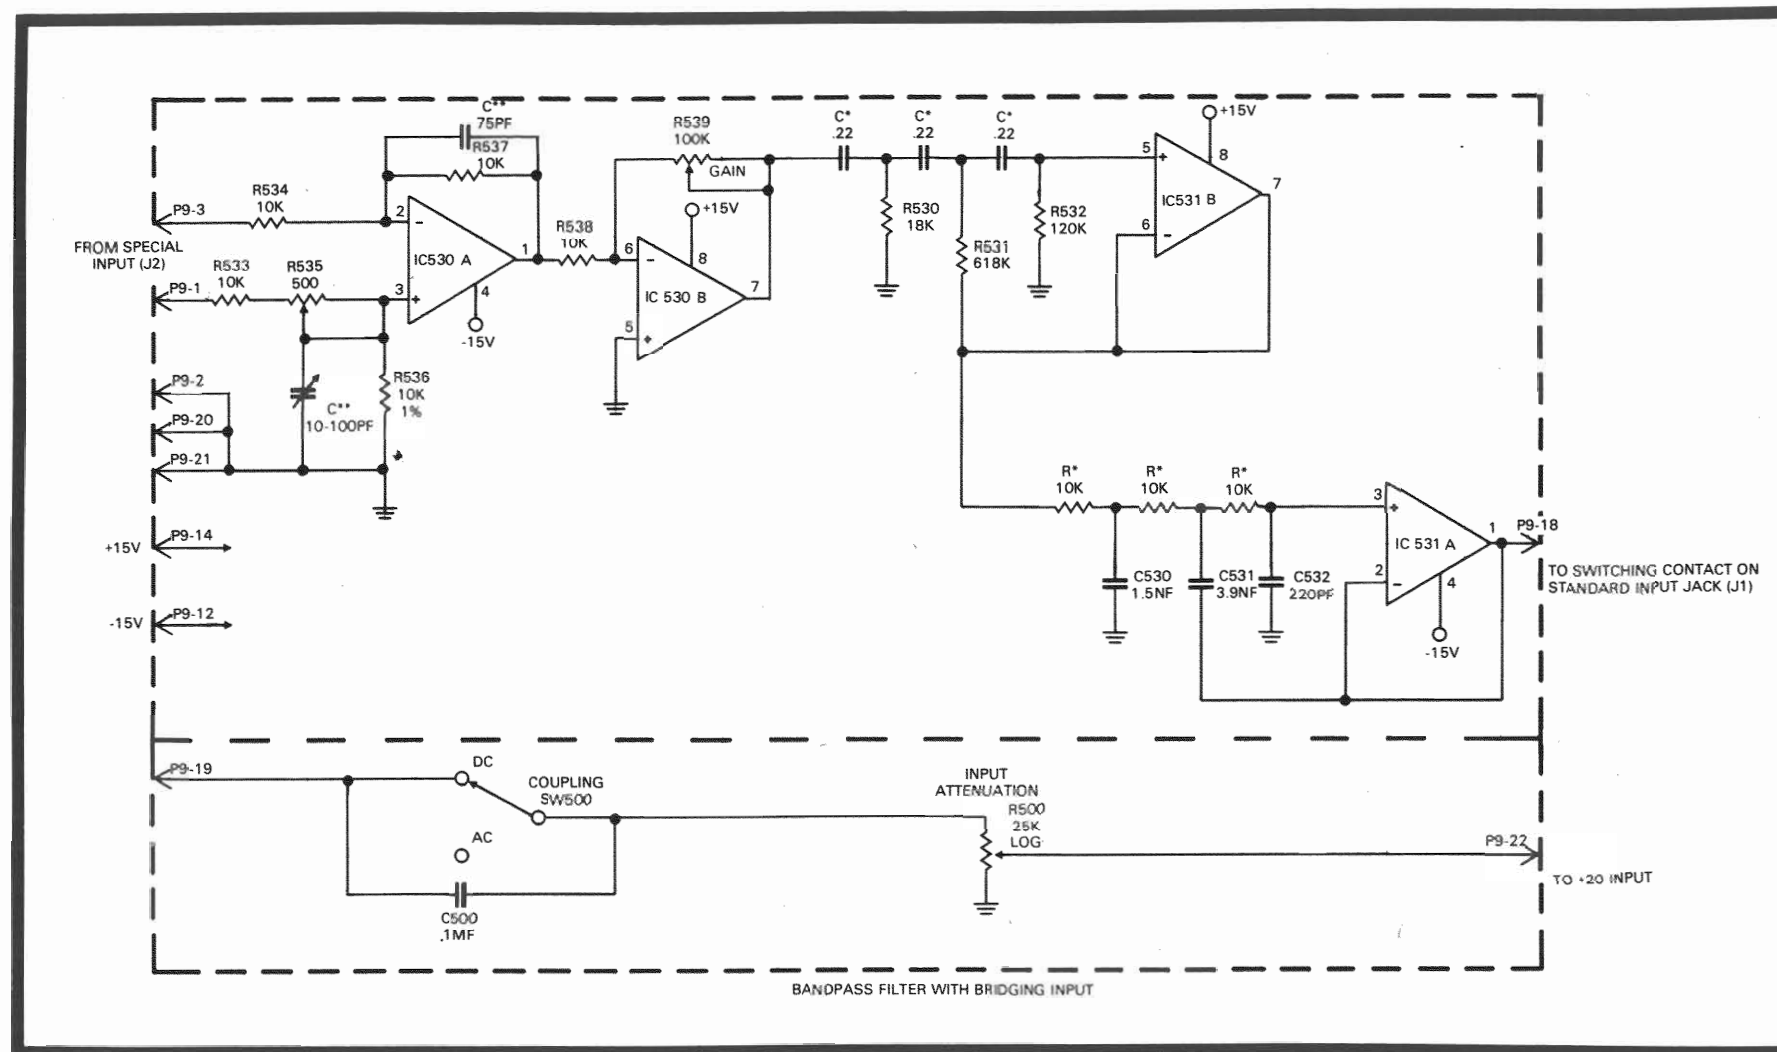 C**
75PF
R537
10K
R539
100K
GAIN
C*
.22
C*
.22
C*
.22
+15V
8
5
+
IC531 B
7
6
-
R530
18K
R532
120K
R531
618K
R534
10K
P9-3
FROM SPECIAL
INPUT (J2)
R533
10K
R535
500
P9-1
2
-
IC530 A
1
3
+
4
-15V
R538
10K
+15V
8
6
-
IC 530 B
7
5
+
P9-2
P9-20
P9-21
C**
10-100PF
R536
10K
1%
+15V
P9-14
-15V
P9-12
R*
10K
R*
10K
R*
10K
3
+
IC 531 A
1
2
-
4
-15V
P9-18
TO SWITCHING CONTACT ON
STANDARD INPUT JACK (J1)
C530
1.5NF
C531
3.9NF
C532
220PF
P9-19
DC
COUPLING
SW500
AC
C500
.1MF
INPUT
ATTENUATION
R500
25K
LOG
P9-22
TO +20 INPUT
BANDPASS FILTER WITH BRIDGING INPUT